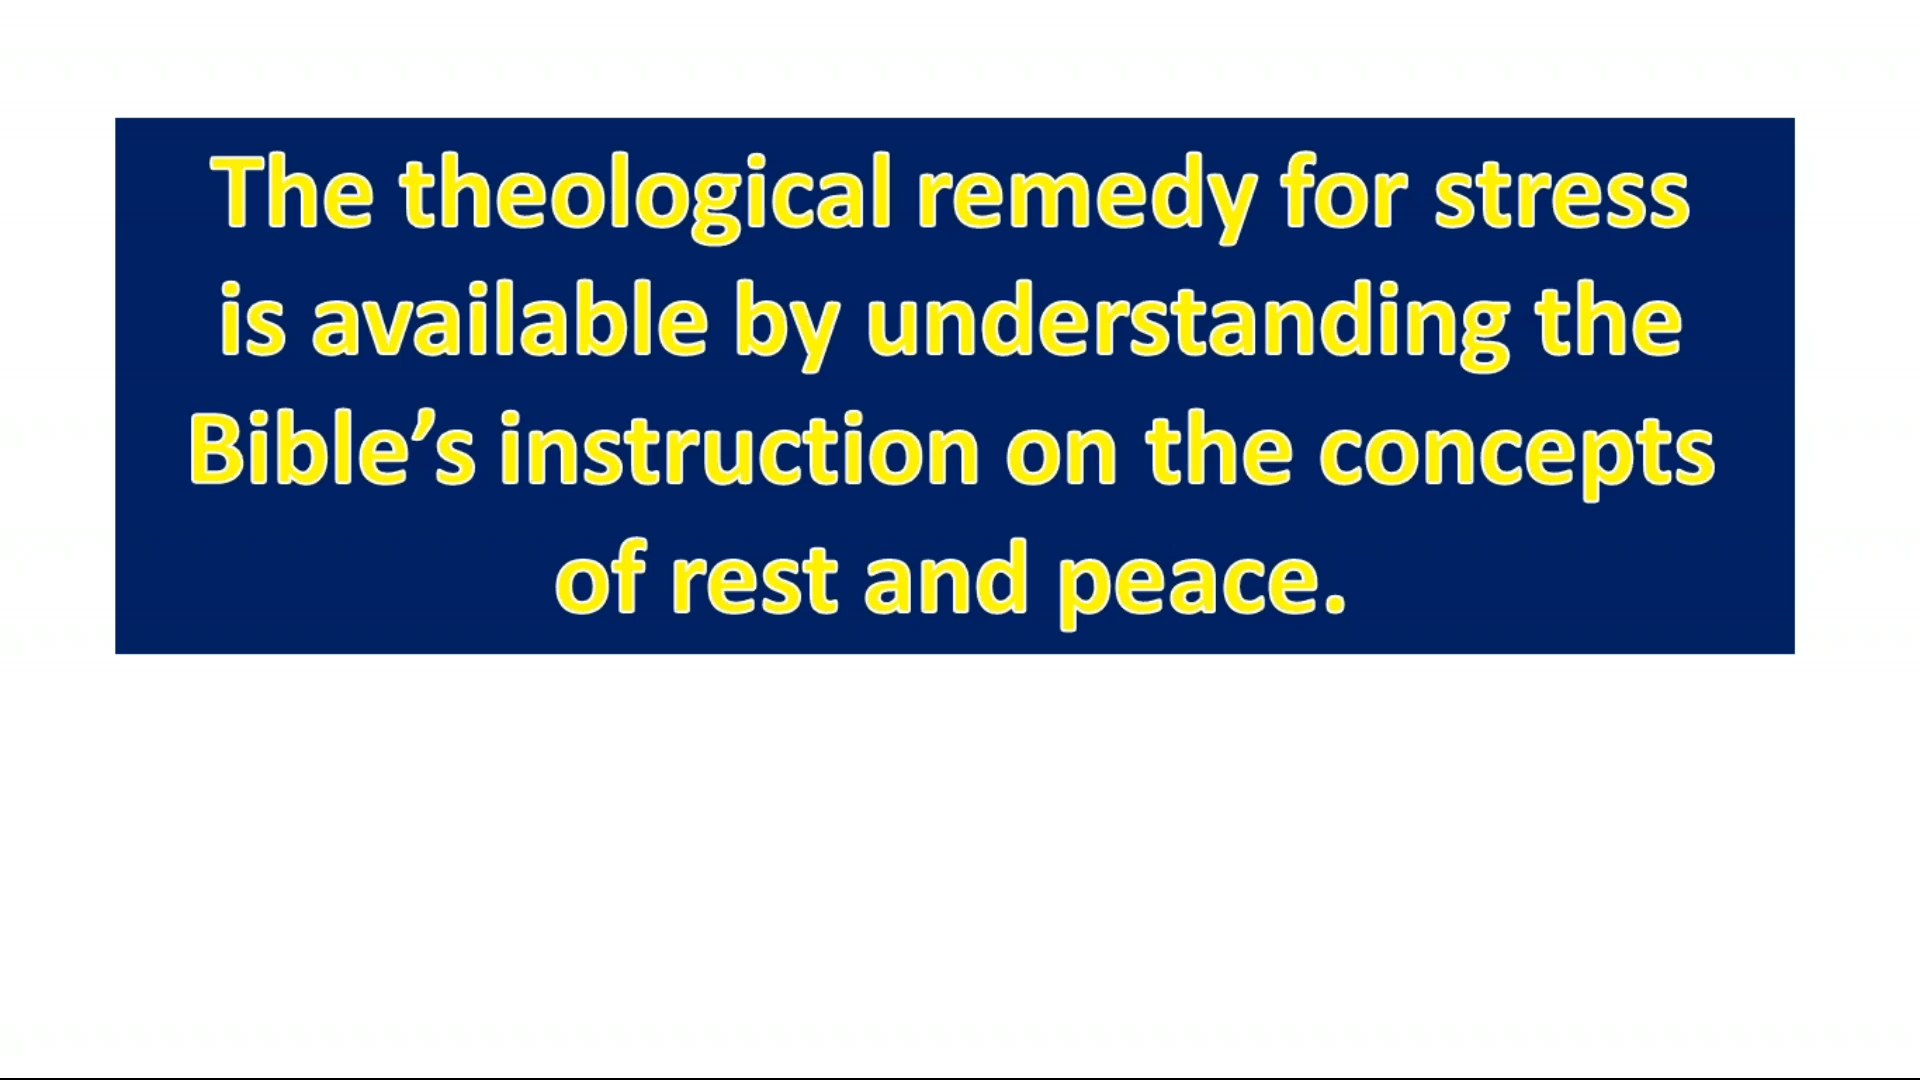 The theological remedy for stress
is available by understanding the
Bible’s instruction on the concepts
of rest and peace.